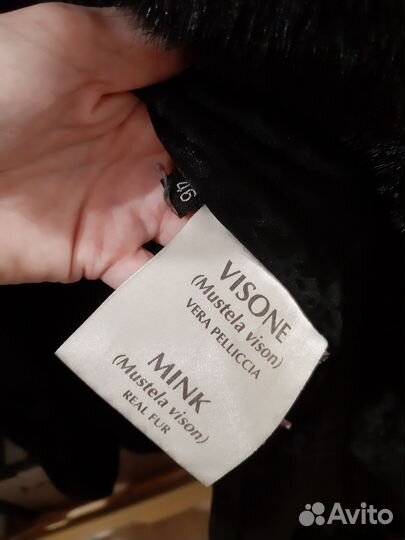 46
VISONE
(Mustela vison)
VERA PELLICCIA
MINK
(Mustela vison)
REAL FUR
Avito